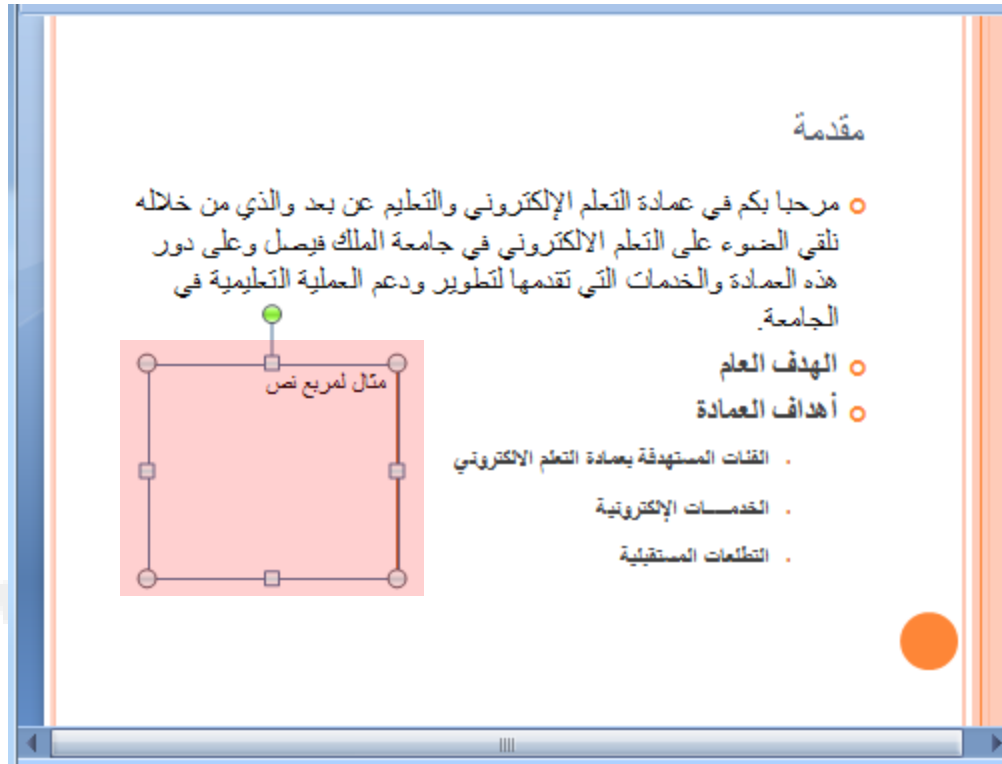 مقدمة
مرحبا بكم في عمادة التعلم الإلكتروني والتعليم عن بعد والذي من خلاله
نلقي الضوء على التعلم الالكتروني في جامعة الملك فيصل وعلى دور
هذه العمادة والخدمات التي تقدمها لتطوير ودعم العملية التعليمية في
الجامعة.
الهدف العام
أهداف العمادة
الفئات المستهدفة بعمادة التعلم الالكتروني
الخدمـــات الإلكترونية
التطلعات المستقبلية
مثال لمربع نص